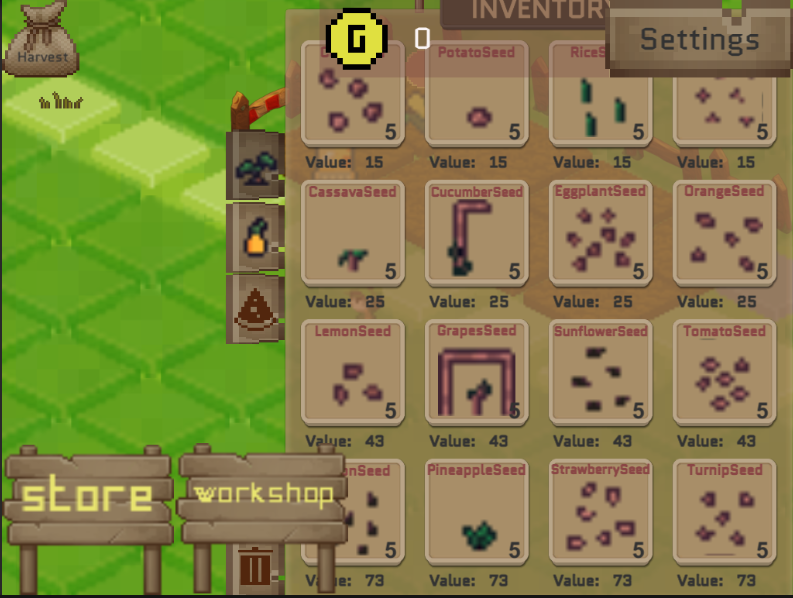 INVENTORY
G 0
Settings
Harvest
PotatoSeed
5 5 5 5
Value: 15 Value: 15 Value: 15 Value: 15
CassavaSeed CucumberSeed EggplantSeed OrangeSeed
5 5 5 5
Value: 25 Value: 25 Value: 25 Value: 25
LemonSeed GrapesSeed SunflowerSeed TomatoSeed
5 5 5 5
Value: 43 Value: 43 Value: 43 Value: 43
PineappleSeed StrawberrySeed TurnipSeed
5 5 5 5
Value: 73 Value: 73 Value: 73 Value: 73
store
workshop